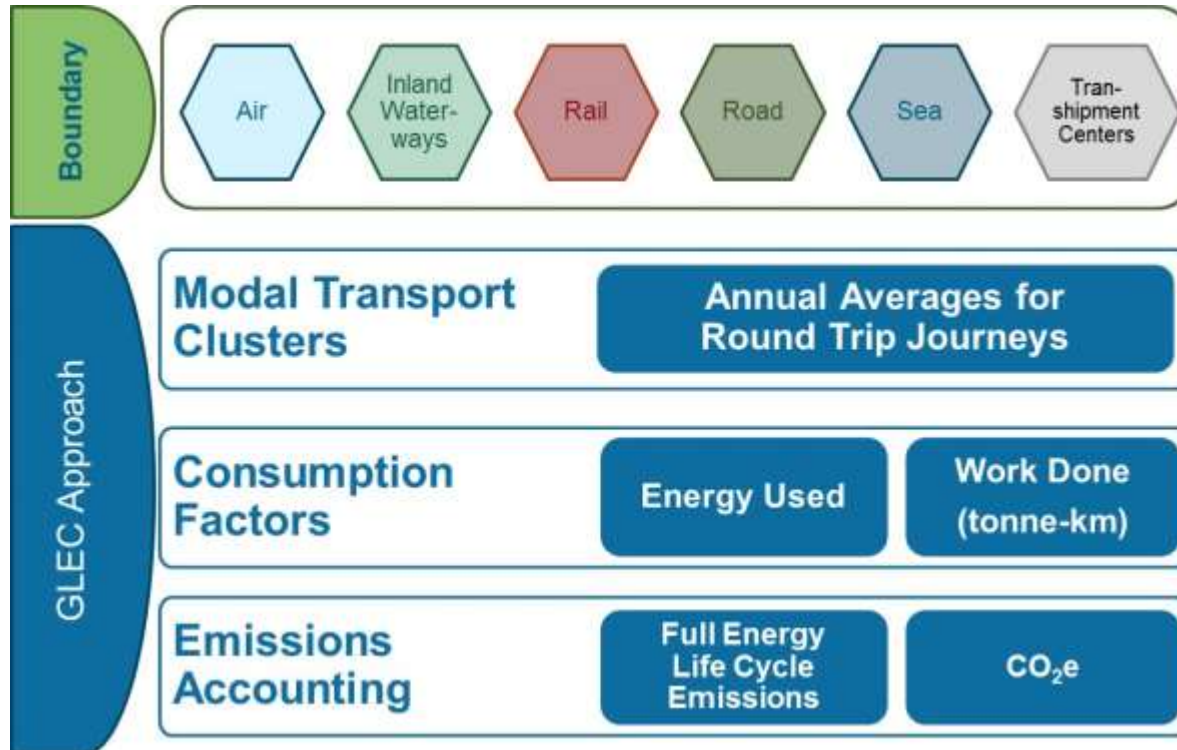 Boundary
Air
Inland
Water-
ways
Rail
Road
Sea
Tran-
shipment
Centers
GLEC Approach
Modal Transport
Clusters
Annual Averages for
Round Trip Journeys
Consumption
Factors
Energy Used
Work Done
(tonne-km)
Emissions
Accounting
Full Energy
Life Cycle
Emissions
CO₂e